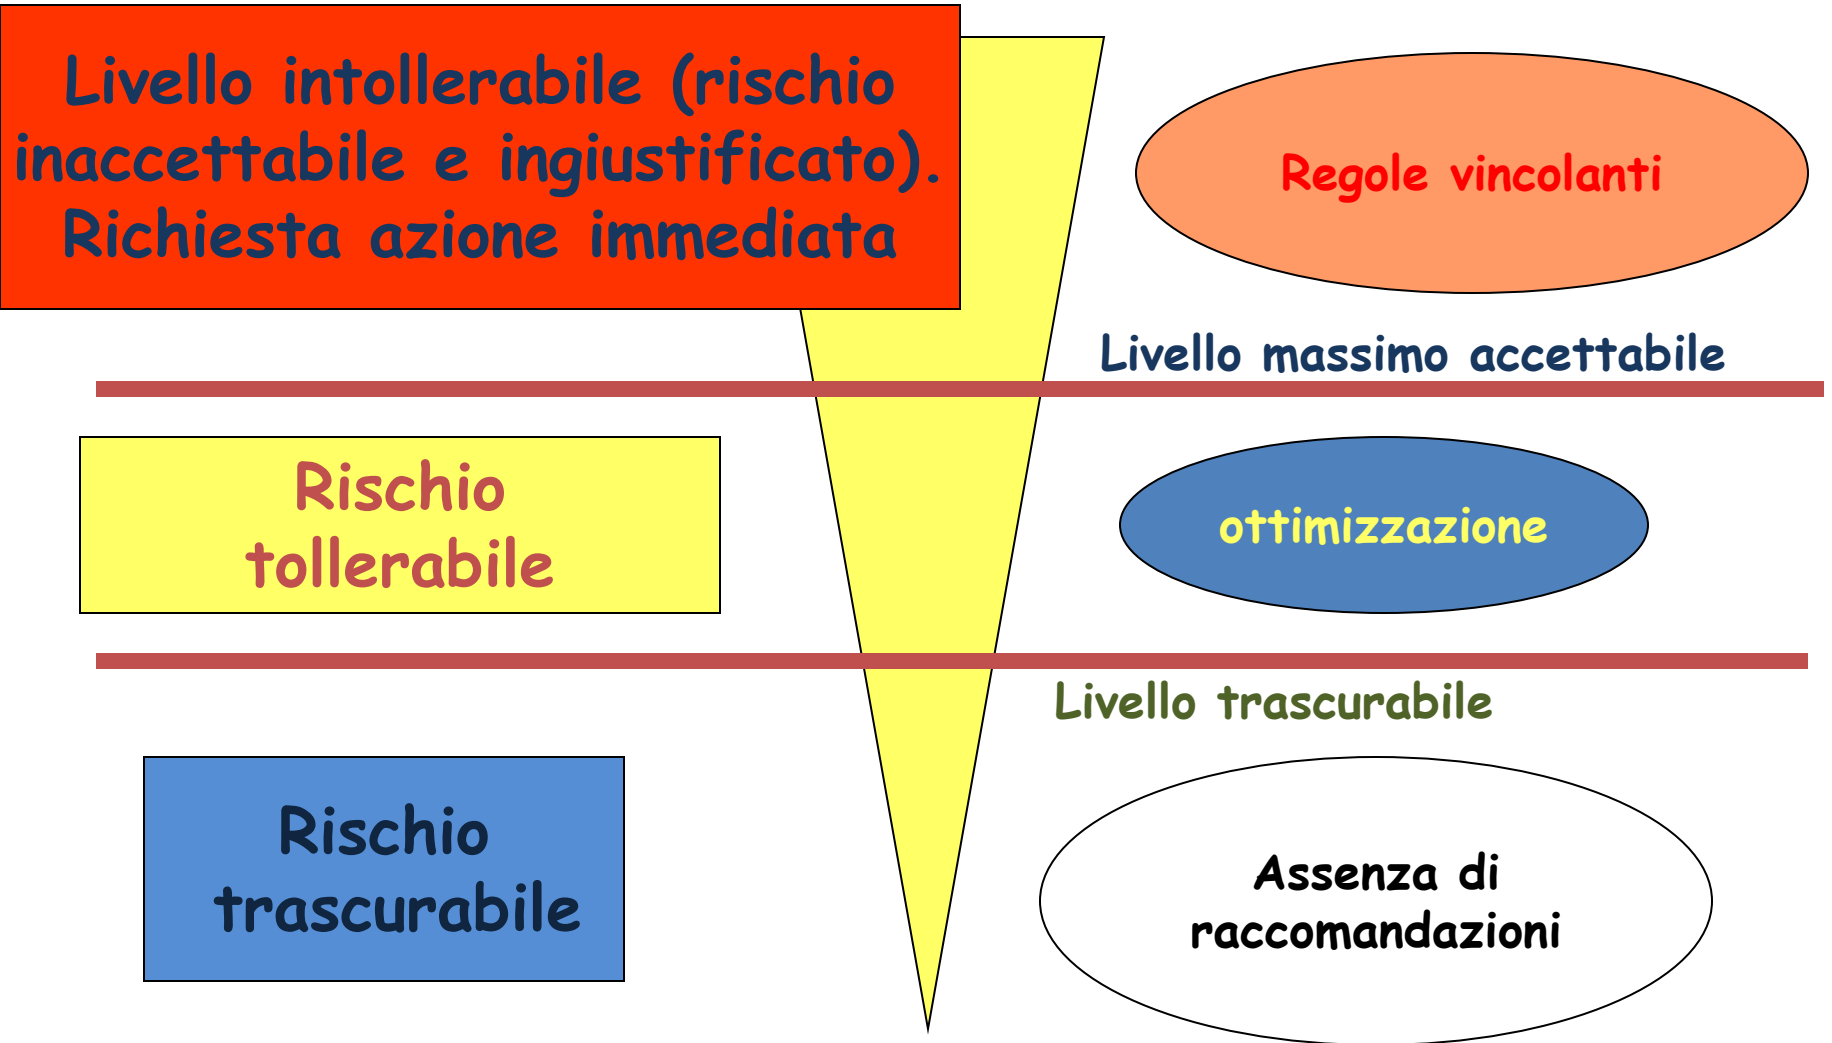 Livello intollerabile (rischio
inaccettabile e ingiustificato).
Richiesta azione immediata
Regole vincolanti
Livello massimo accettabile
Rischio
tollerabile
ottimizzazione
Livello trascurabile
Rischio
trascurabile
Assenza di
raccomandazioni